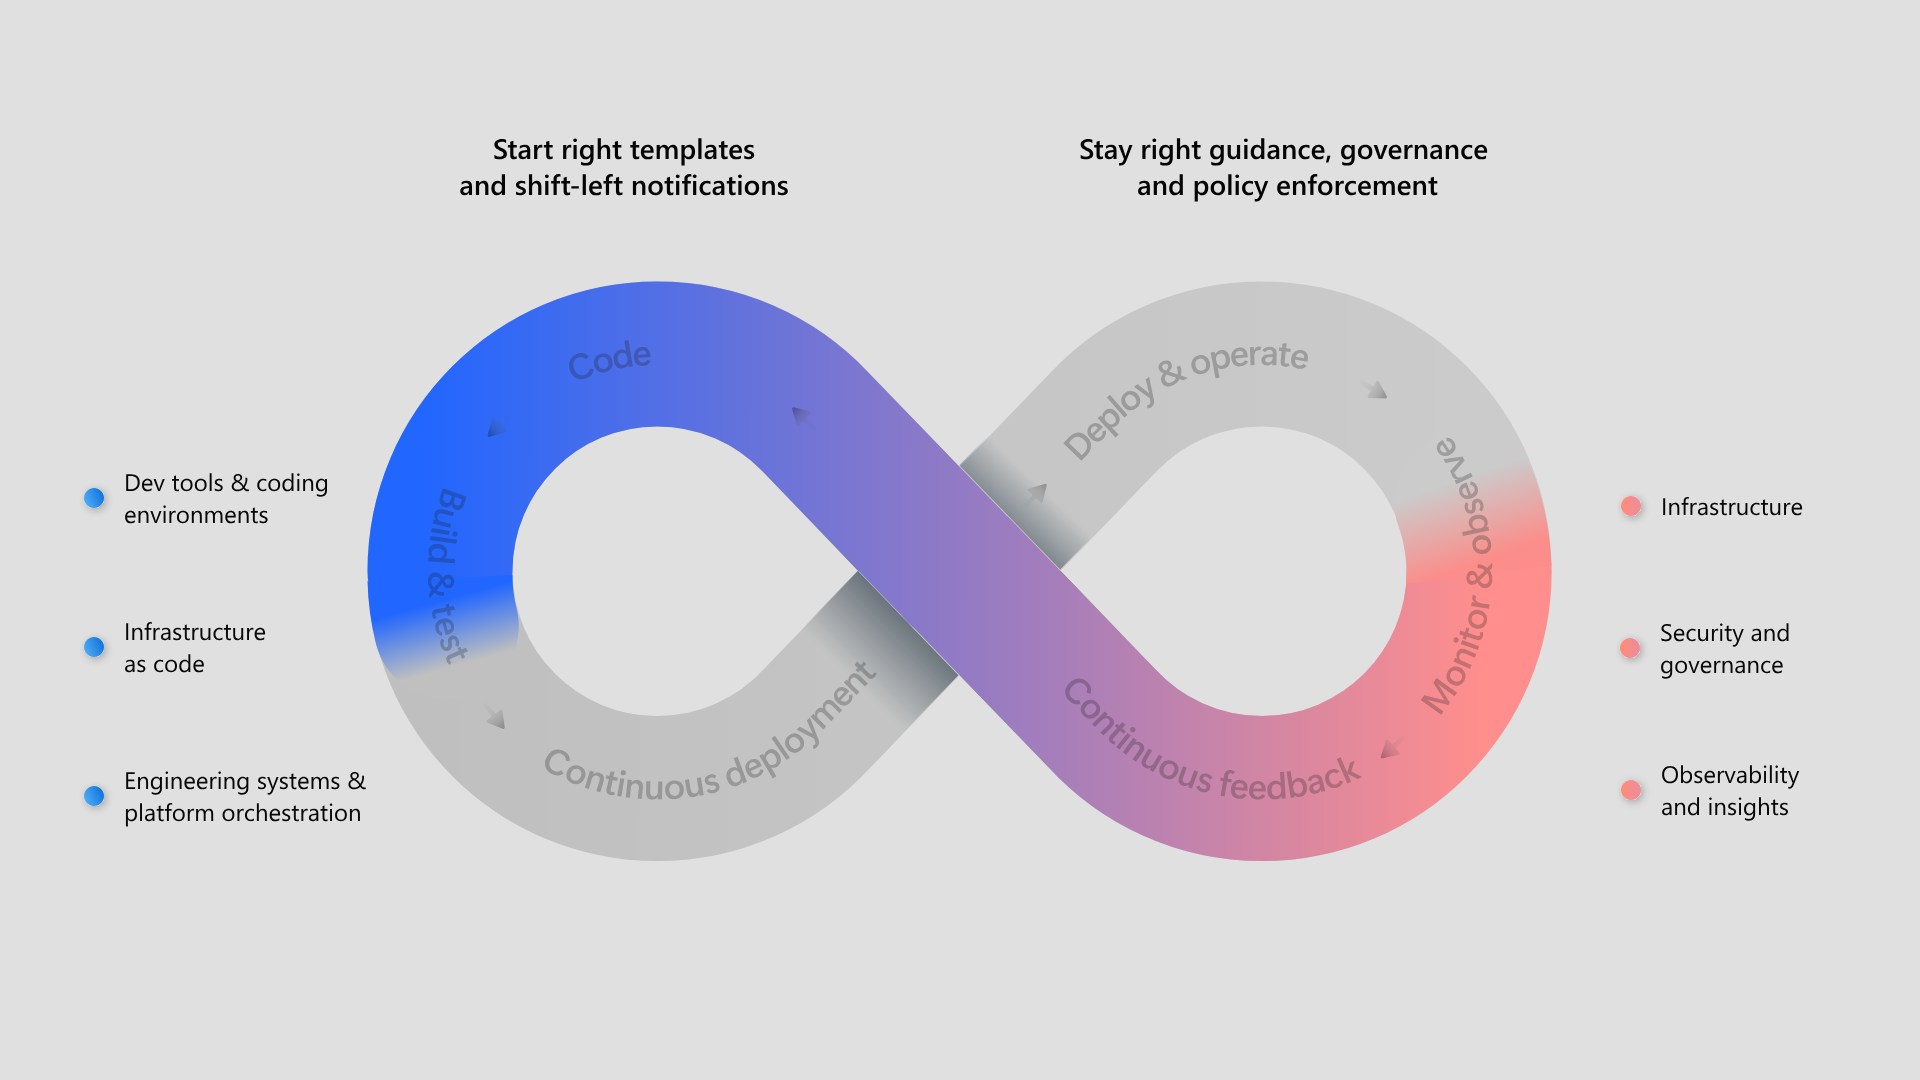 Start right templates
and shift-left notifications
Stay right guidance, governance
and policy enforcement
Dev tools & coding
environments
Infrastructure
as code
Engineering systems &
platform orchestration
Code
Build & test
Continuous deployment
Deploy & operate
Monitor & observe
Continuous feedback
Infrastructure
Security and
governance
Observability
and insights